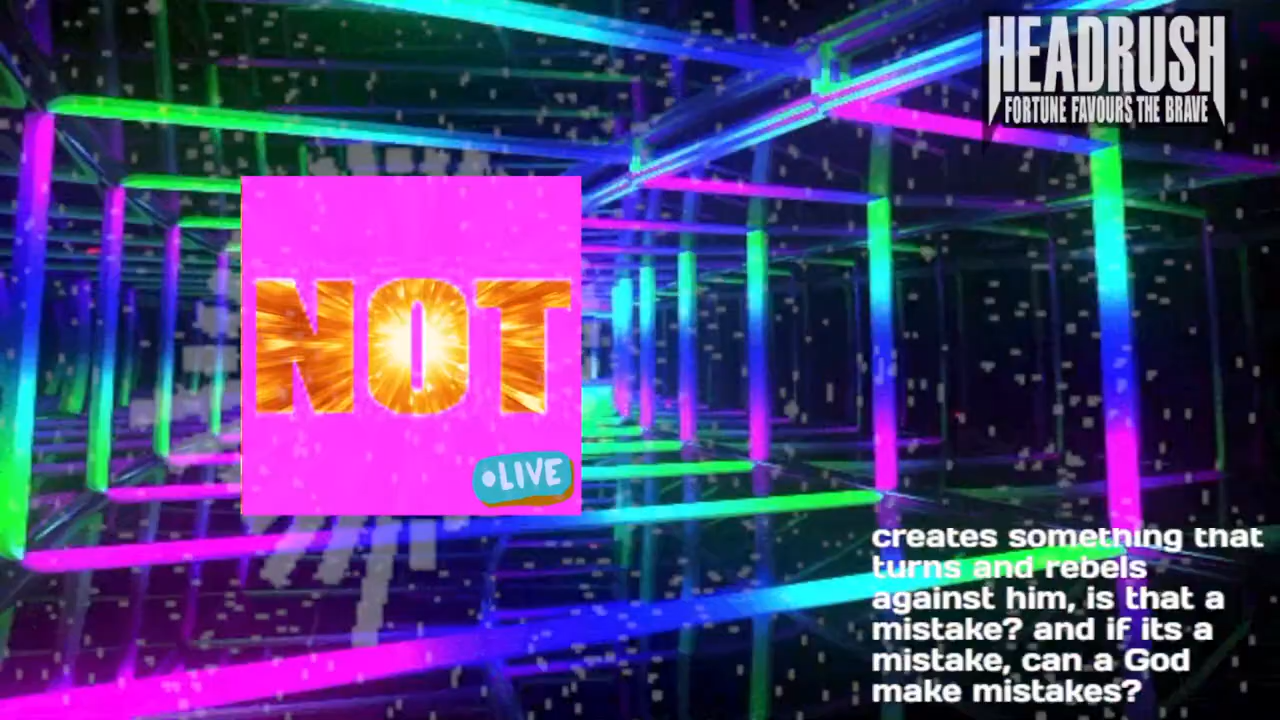 HEADRUSH
FORTUNE FAVOURS THE BRAVE
NOT
LIVE
creates something that
turns and rebels
against him, is that a
mistake? and if its a
mistake, can a God
make mistakes?